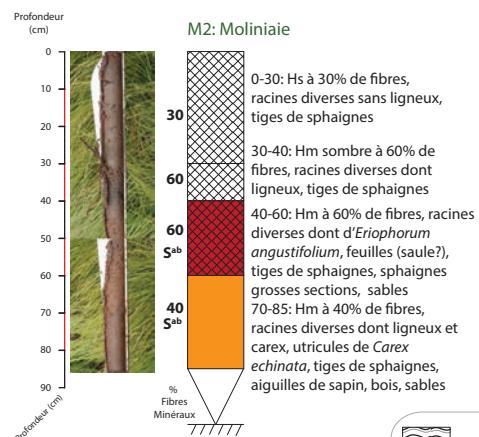 Profondeur
(cm)
M2: Moliniaie
0
10
20
30
40
50
60
70
80
90
30
60
60
Sab
40
Sab
0-30: Hs à 30% de fibres,
racines diverses sans ligneux,
tiges de sphaignes
30-40: Hm sombre à 60% de
fibres, racines diverses dont
ligneux, tiges de sphaignes
40-60: Hm à 60% de fibres, racines
diverses dont d'Eriophorum
angustifolium, feuilles (saule?),
tiges de sphaignes, sphaignes
grosses sections, sables
70-85: Hm à 40% de fibres,
racines diverses dont ligneux et
carex, utricules de Carex
echinata, tiges de sphaignes,
aiguilles de sapin, bois, sables
%
Fibres
Minéraux
Profondeur (cm)